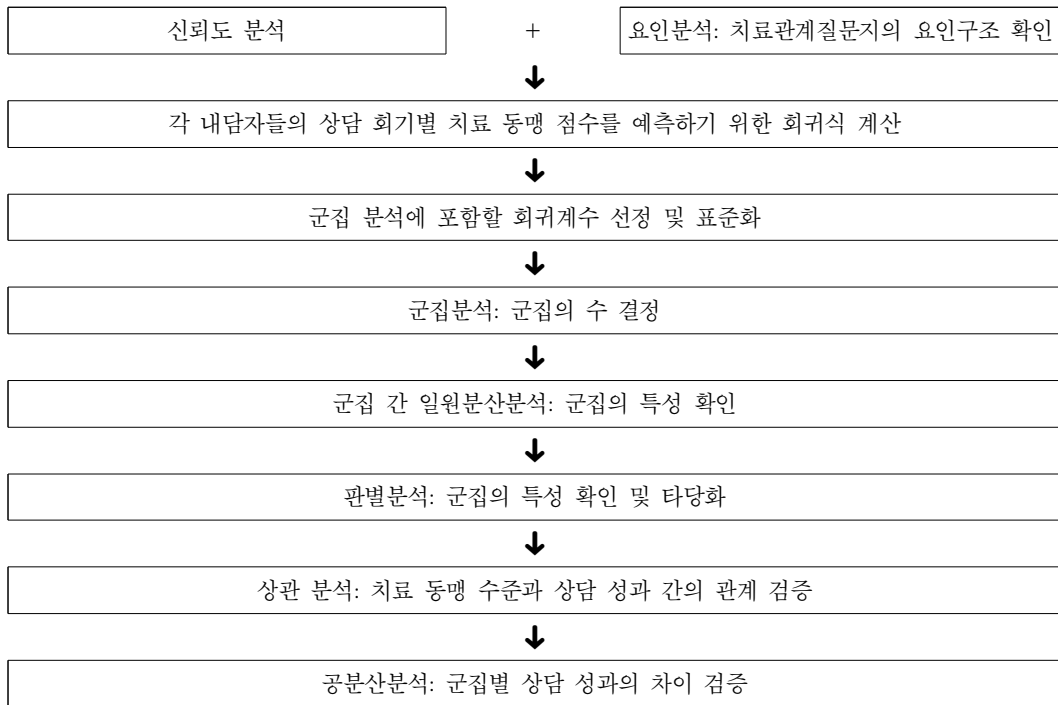 신뢰도 분석 + 요인분석: 치료관계질문지의 요인구조 확인
각 내담자들의 상담 회기별 치료 동맹 점수를 예측하기 위한 회귀식 계산
군집 분석에 포함할 회귀계수 선정 및 표준화
군집분석: 군집의 수 결정
군집 간 일원분산분석: 군집의 특성 확인
판별분석: 군집의 특성 확인 및 타당화
상관 분석: 치료 동맹 수준과 상담 성과 간의 관계 검증
공분산분석: 군집별 상담 성과의 차이 검증